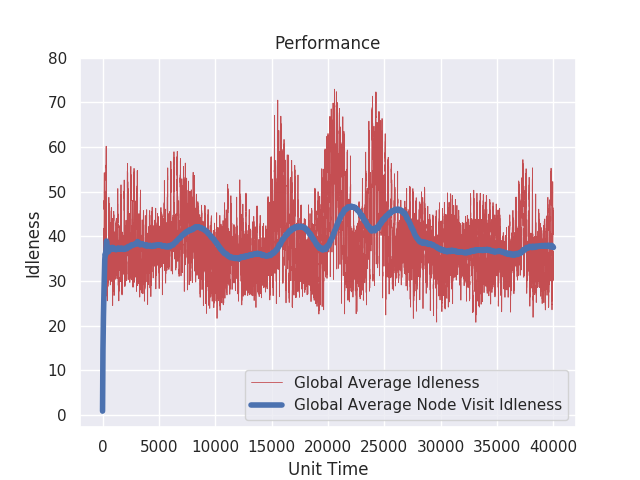 Performance
80
70
60
50
40
30
20
10
0
Idleness
0 5000 10000 15000 20000 25000 30000 35000 40000
Unit Time
Global Average Idleness
Global Average Node Visit Idleness